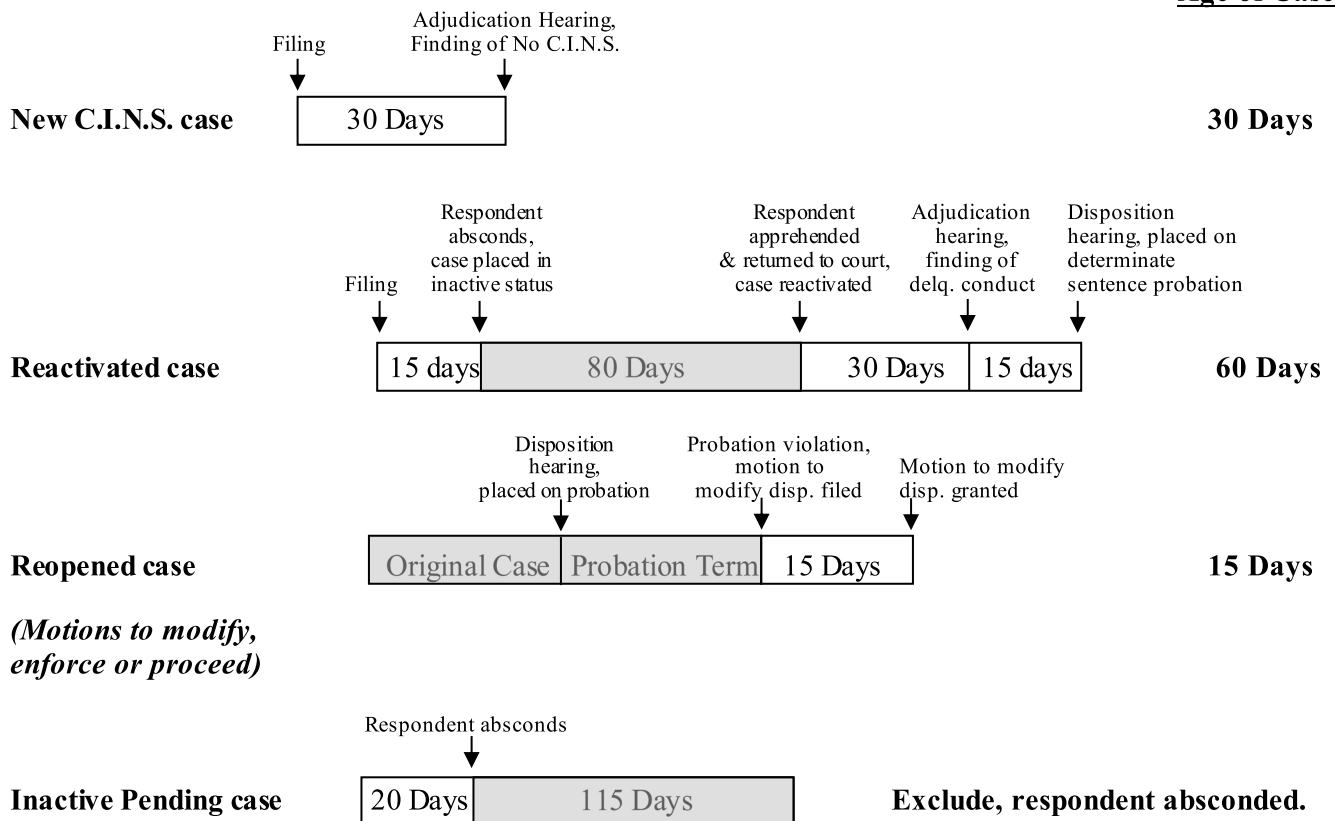 Age of Case
Adjudication Hearing,
Filing Finding of No C.I.N.S.
New C.I.N.S. case 30 Days 30 Days
Respondent
absconds,
case placed in
inactive status
Respondent
apprehended
& returned to court,
case reactivated
Adjudication
hearing,
finding of
delq. conduct
Disposition
hearing, placed on
determinate
sentence probation
Filing
Reactivated case 15 days 80 Days 30 Days 15 days 60 Days
Disposition
hearing,
placed on probation
Probation violation,
motion to
modify disp. filed
Motion to modify
disp. granted
Reopened case Original Case Probation Term 15 Days 15 Days
(Motions to modify,
enforce or proceed)
Respondent absconds
Inactive Pending case 20 Days 115 Days Exclude, respondent absconded.